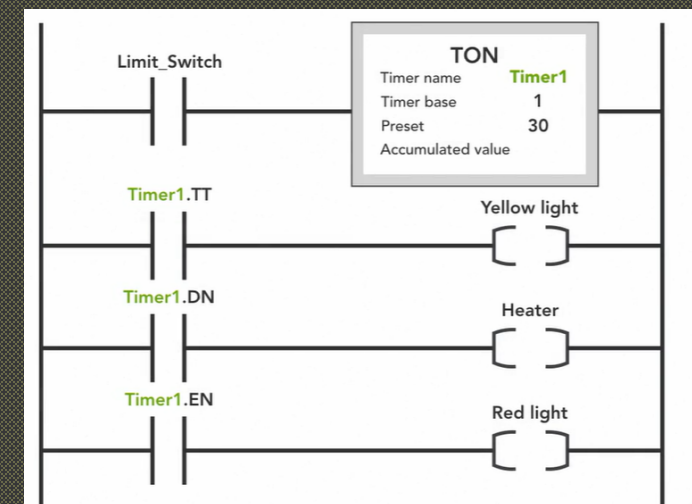 Limit_Switch
TON
Timer name Timer1
Timer base 1
Preset 30
Accumulated value
Timer1.TT
Yellow light
Timer1.DN
Heater
Timer1.EN
Red light